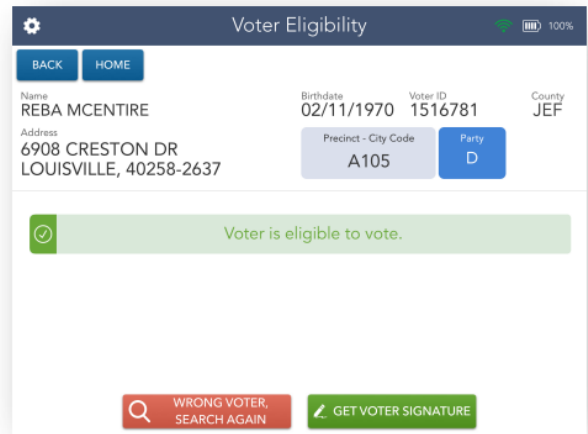 Voter Eligibility
100%
BACK
HOME
Name
REBA MCENTIRE
Birthdate
02/11/1970
Voter ID
1516781
County
JEF
Address
6908 CRESTON DR
LOUISVILLE, 40258-2637
Precinct - City Code
A105
Party
D
Voter is eligible to vote.
WRONG VOTER,
SEARCH AGAIN
GET VOTER SIGNATURE